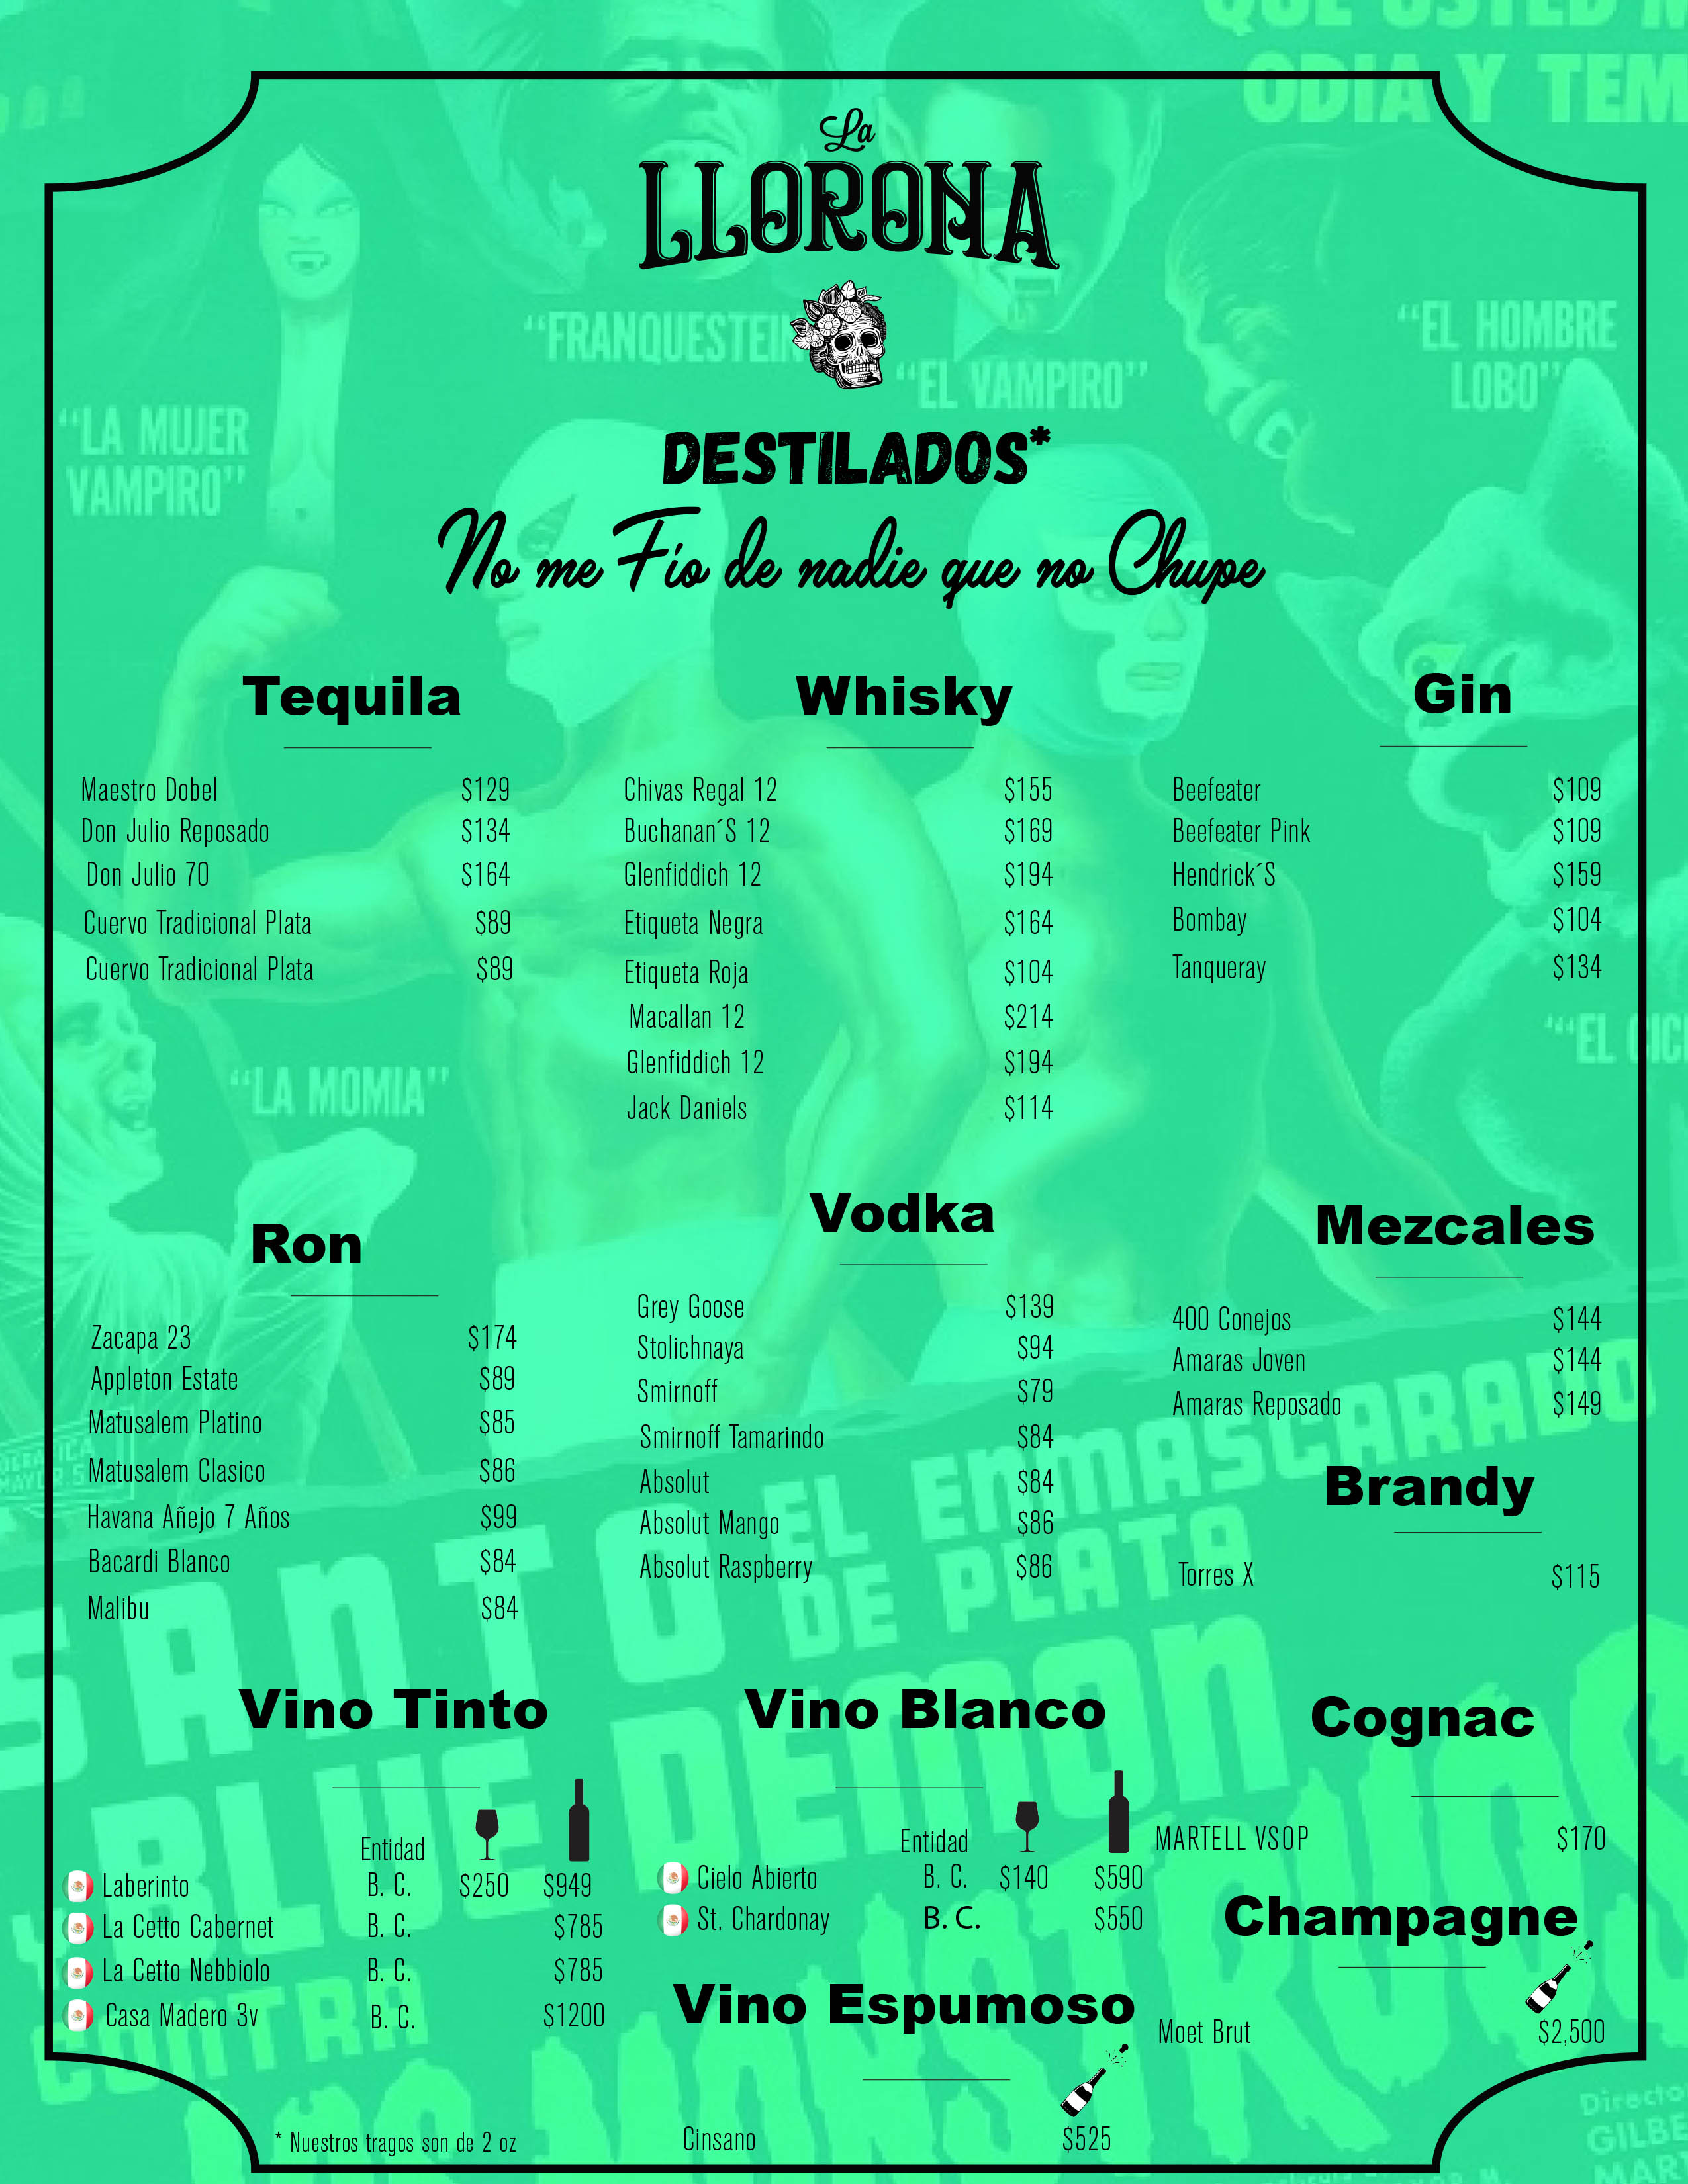 QUE USTED M
ODIA Y TEM
La
LLORONA
"FRANQUESTEIN
"EL VAMPIRO"
"EL HOMBRE
LOBO"
"LA MUJER
VAMPIRO"
DESTILADOS*
No me Fío de nadie que no Chupe
Tequila
Maestro Dobel $129
Don Julio Reposado $134
Don Julio 70 $164
Cuervo Tradicional Plata $89
Cuervo Tradicional Plata $89
Whisky
Chivas Regal 12 $155
Buchanan´S 12 $169
Glenfiddich 12 $194
Etiqueta Negra $164
Etiqueta Roja $104
Macallan 12 $214
Glenfiddich 12 $194
Jack Daniels $114
Gin
Beefeater $109
Beefeater Pink $109
Hendrick´S $159
Bombay $104
Tanqueray $134
"EL CIC
"LA MOMIA"
Ron
Zacapa 23 $174
Appleton Estate $89
Matusalem Platino $85
Matusalem Clasico $86
Havana Añejo 7 Años $99
Bacardi Blanco $84
Malibu $84
Vodka
Grey Goose $139
Stolichnaya $94
Smirnoff $79
Smirnoff Tamarindo $84
Absolut $84
Absolut Mango $86
Absolut Raspberry $86
Mezcales
400 Conejos $144
Amaras Joven $144
Amaras Reposado $149
Brandy
Torres X $115
SANTO EL ENMASCARADO
DE PLATA
Y BLUE DEMON
CONTRA
LOS MONSTRUOS
Vino Tinto
Entidad
Laberinto B. C. $250 $949
La Cetto Cabernet B. C. $785
La Cetto Nebbiolo B. C. $785
Casa Madero 3v B. C. $1200
Vino Blanco
Entidad
Cielo Abierto B. C. $140 $590
St. Chardonay B. C. $550
Cognac
MARTELL VSOP $170
Champagne
Moet Brut $2,500
Vino Espumoso
Cinsano $525
* Nuestros tragos son de 2 oz
Directo
GILBE
MART